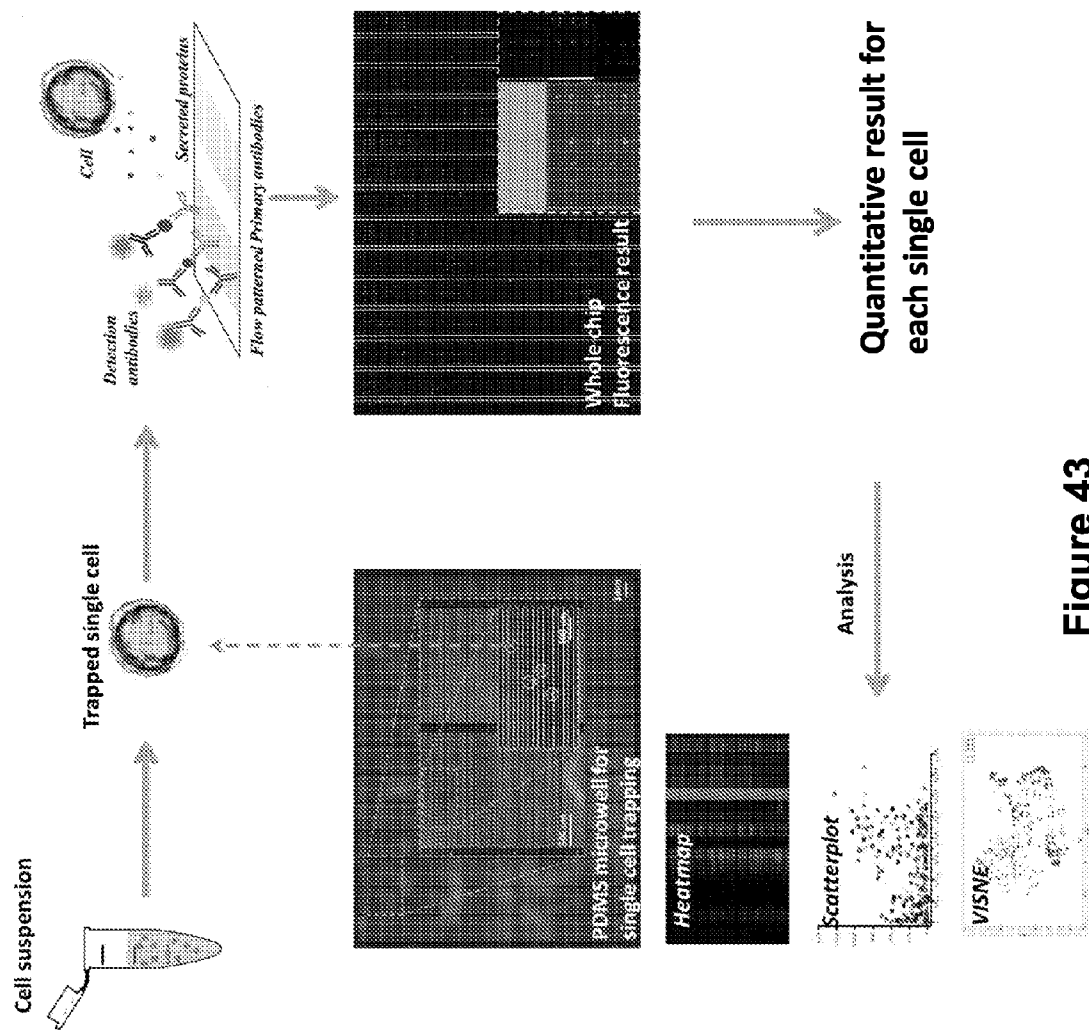 Cell suspension
Trapped single cell
Detection
antibodies
Cell
Secreted proteins
Flow patterned Primary antibodies
PDMS microwell for
single cell trapping
Whole chip
Fluorescence result
Heatmap
Scatterplot
VISNE
Analysis
Quantitative result for
each single cell
Figure 43